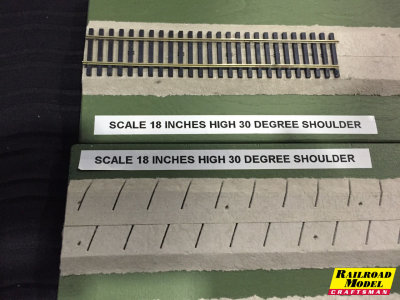 SCALE 18 INCHES HIGH 30 DEGREE SHOULDER
SCALE 18 INCHES HIGH 30 DEGREE SHOULDER
RAILROAD
MODEL
CRAFTSMAN